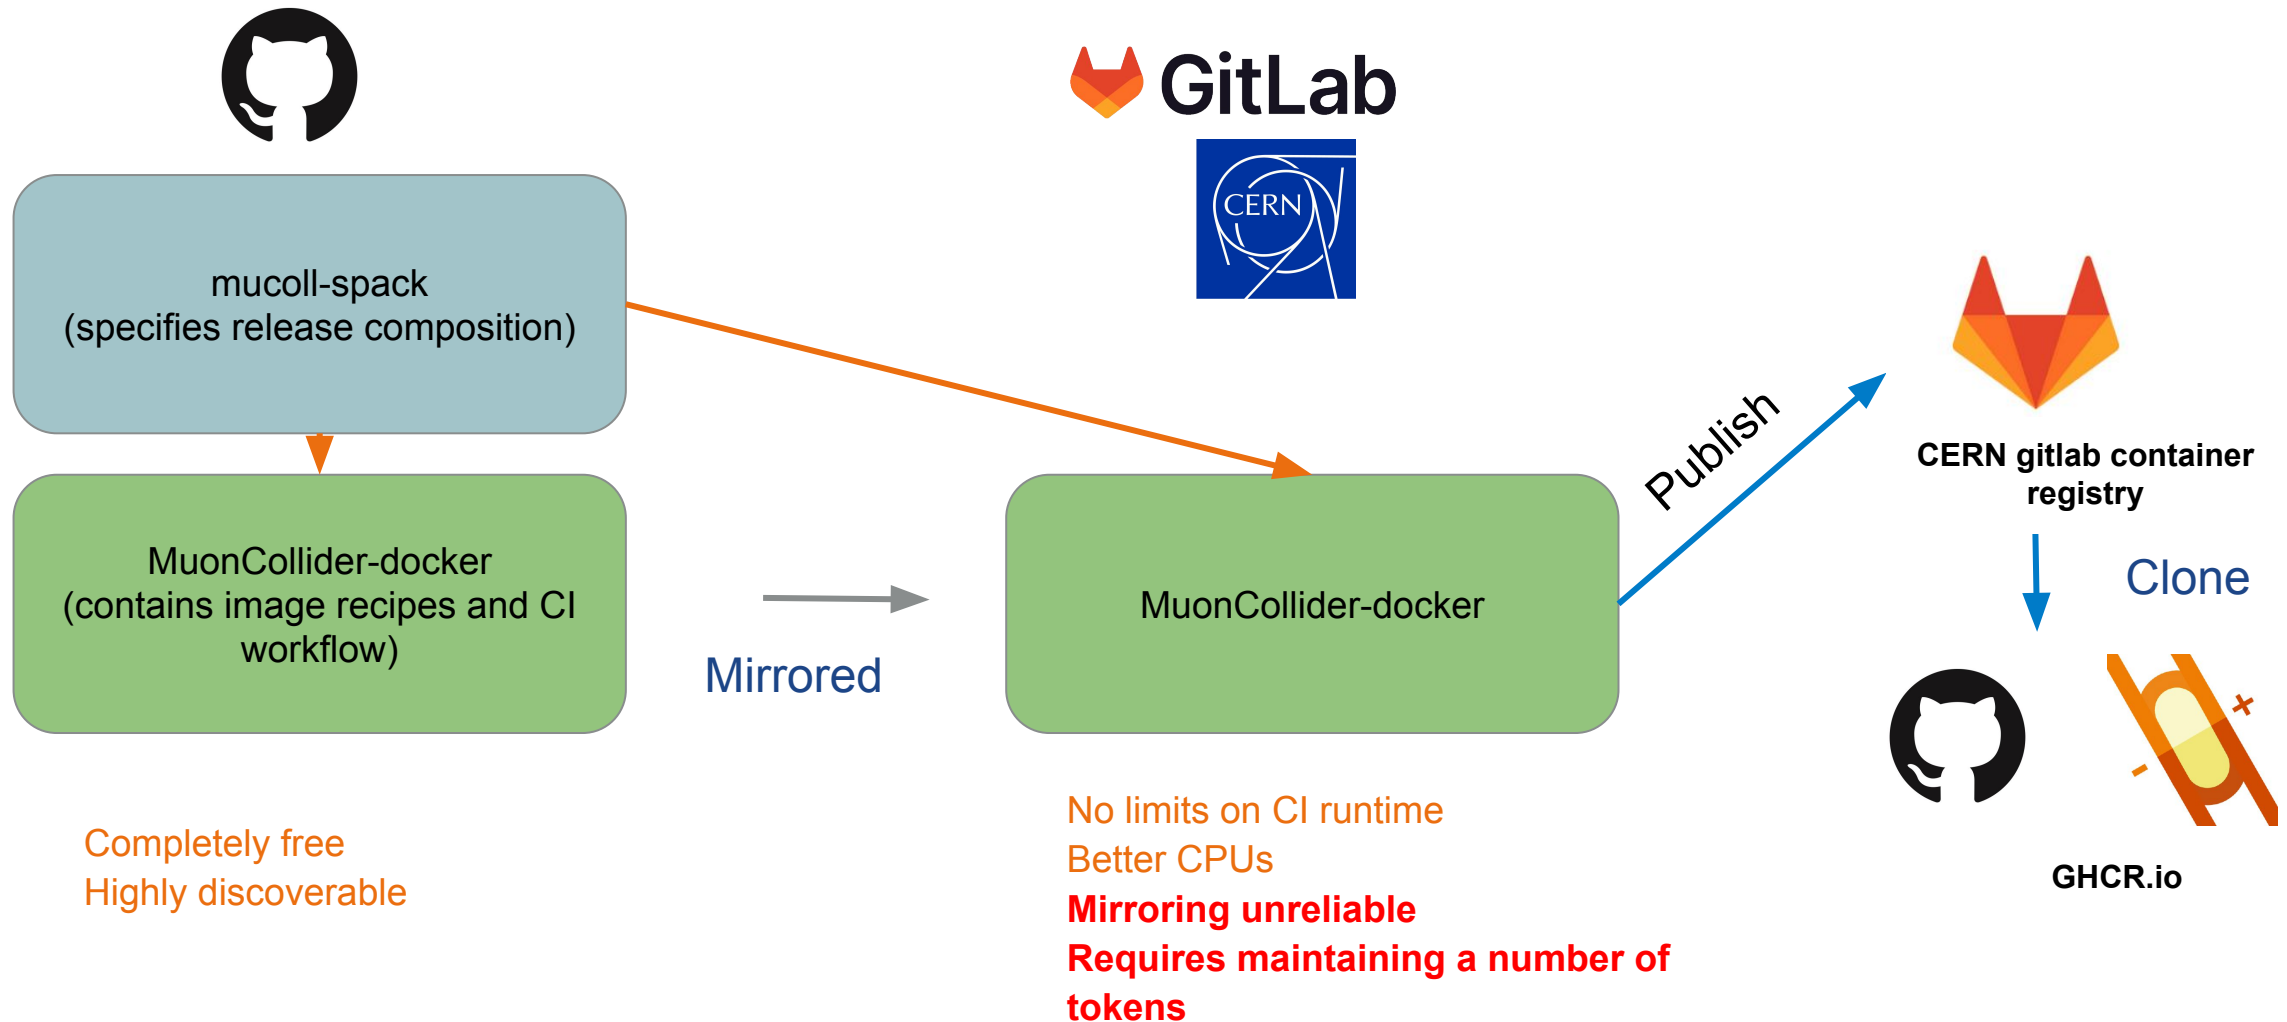 GitLab
CERN
mucoll-spack
(specifies release composition)
MuonCollider-docker
(contains image recipes and CI
workflow)
Mirrored
MuonCollider-docker
Publish
CERN gitlab container
registry
Clone
GHCR.io
Completely free
Highly discoverable
No limits on CI runtime
Better CPUs
Mirroring unreliable
Requires maintaining a number of
tokens